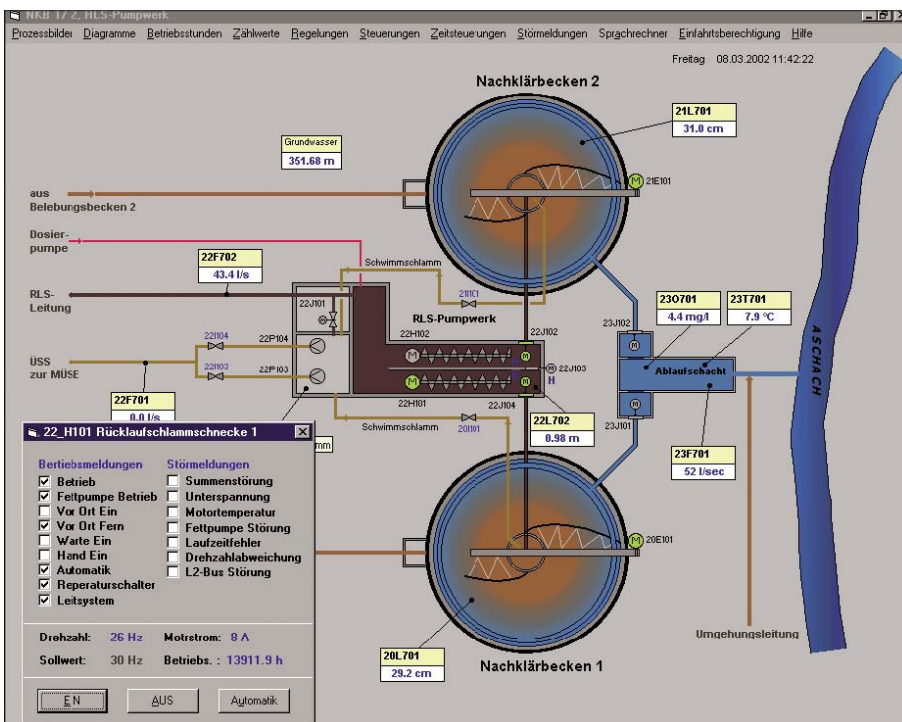 NKB 1/ 2, RLS-Pumpwerk
Prozessbilder Diagramme Betriebsstunden Zählwerte Regelungen Steuerungen Zeitsteuerungen Störmeldungen Sprachrechner Einfahrtsberechtigung Hilfe
Freitag 08.03.2002 11:42:22
Nachklärbecken 2
21L701
31.0 cm
Grundwasser
351.68 m
21E101
aus
Belebungsbecken 2
Dosier-
pumpe
22F702
43.4 l/s
Schwimmschlamm
RLS-
Leitung
22J101
21I101
RLS-Pumpwerk
23O701
4.4 mg/l
23T701
7.9 °C
22I104
22P104
22H102
22J102
23J102
ÜSS
zur MÜSE
22I103
22P103
22J103
H
Ablaufschacht
ASCHACH
22F701
0.0 l/s
22H101
22J104
22L702
0.98 m
23J101
Schwimmschlamm
20I101
23F701
52 l/sec
mm
22_H101 Rücklaufschlammschnecke 1
Bertiebsmeldungen
Störmeldungen
Betrieb
Summenstörung
Fettpumpe Betrieb
Unterspannung
Vor Ort Ein
Motortemperatur
Vor Ort Fern
Fettpumpe Störung
Warte Ein
Laufzeitfehler
Hand Ein
Drehzahlabweichung
Automatik
L2-Bus Störung
Reperaturschalter
Leitsystem
20E101
Umgehungsleitung
Drehzahl: 26 Hz Motrstrom: 8 A
Sollwert: 30 Hz Betriebs. : 13911.9 h
20L701
29.2 cm
Nachklärbecken 1
EN
AUS
Automatik